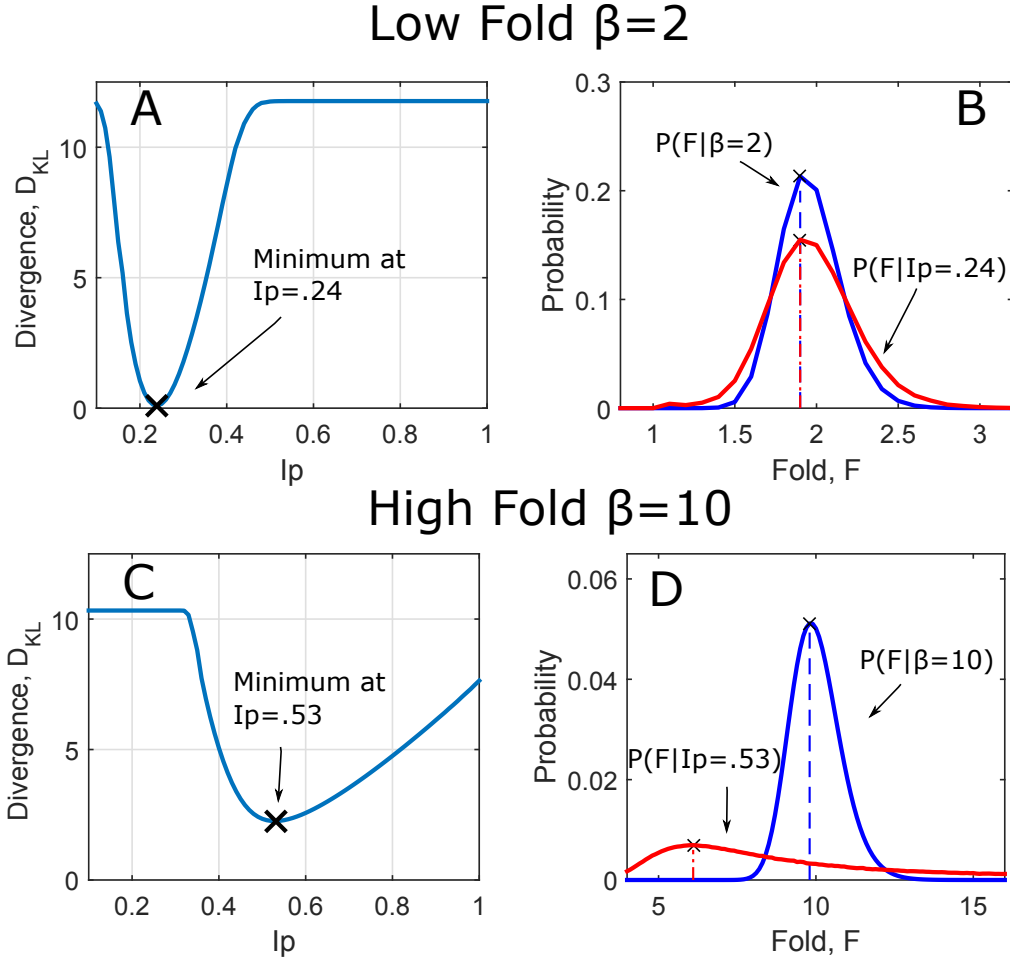 Low Fold β=2
A
Divergence, D_KL
10
5
0
0.2
0.4
0.6
0.8
1
Ip
Minimum at
Ip=.24
B
Probability
0.3
0.2
0.1
0
1
1.5
2
2.5
3
Fold, F
P(F|β=2)
P(F|Ip=.24)
High Fold β=10
C
Divergence, D_KL
10
5
0
0.2
0.4
0.6
0.8
1
Ip
Minimum at
Ip=.53
D
Probability
0.06
0.04
0.02
0
5
10
15
Fold, F
P(F|β=10)
P(F|Ip=.53)